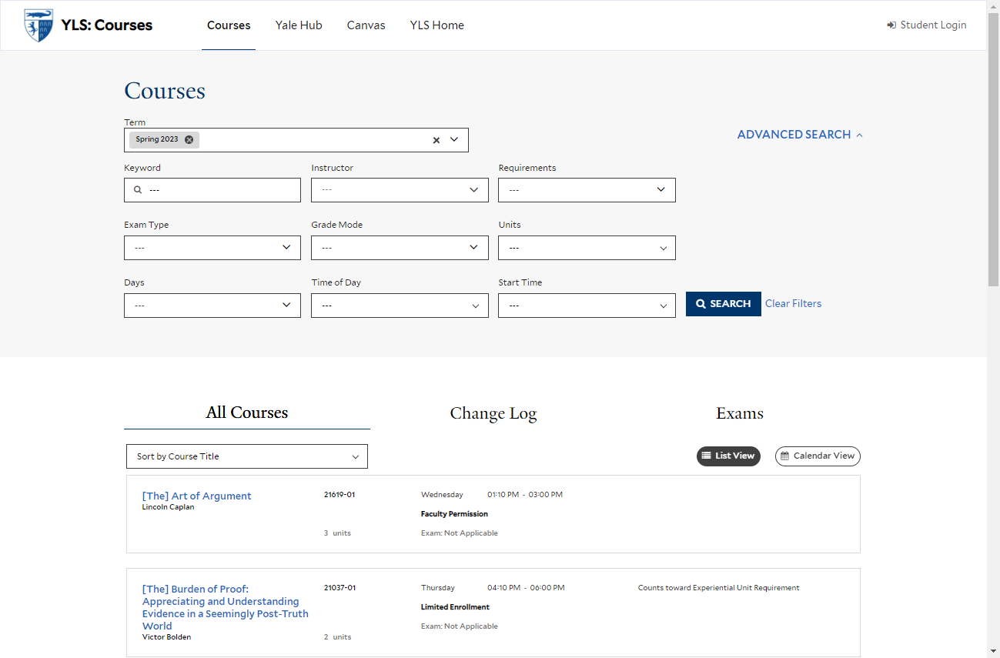 YLS: Courses
Courses
Yale Hub
Canvas
YLS Home
Student Login
Courses
Term
Spring 2023
ADVANCED SEARCH
Keyword
Instructor
Requirements
---
---
---
Exam Type
Grade Mode
Units
---
---
---
Days
Time of Day
Start Time
---
---
---
SEARCH
Clear Filters
All Courses
Change Log
Exams
Sort by Course Title
List View
Calendar View
[The] Art of Argument
21619-01
Wednesday 01:10 PM - 03:00 PM
Lincoln Caplan
Faculty Permission
3 units
Exam: Not Applicable
[The] Burden of Proof:
Appreciating and Understanding
Evidence in a Seemingly Post-Truth
World
21037-01
Thursday 04:10 PM - 06:00 PM
Counts toward Experiential Unit Requirement
Limited Enrollment
Exam: Not Applicable
Victor Bolden
2 units